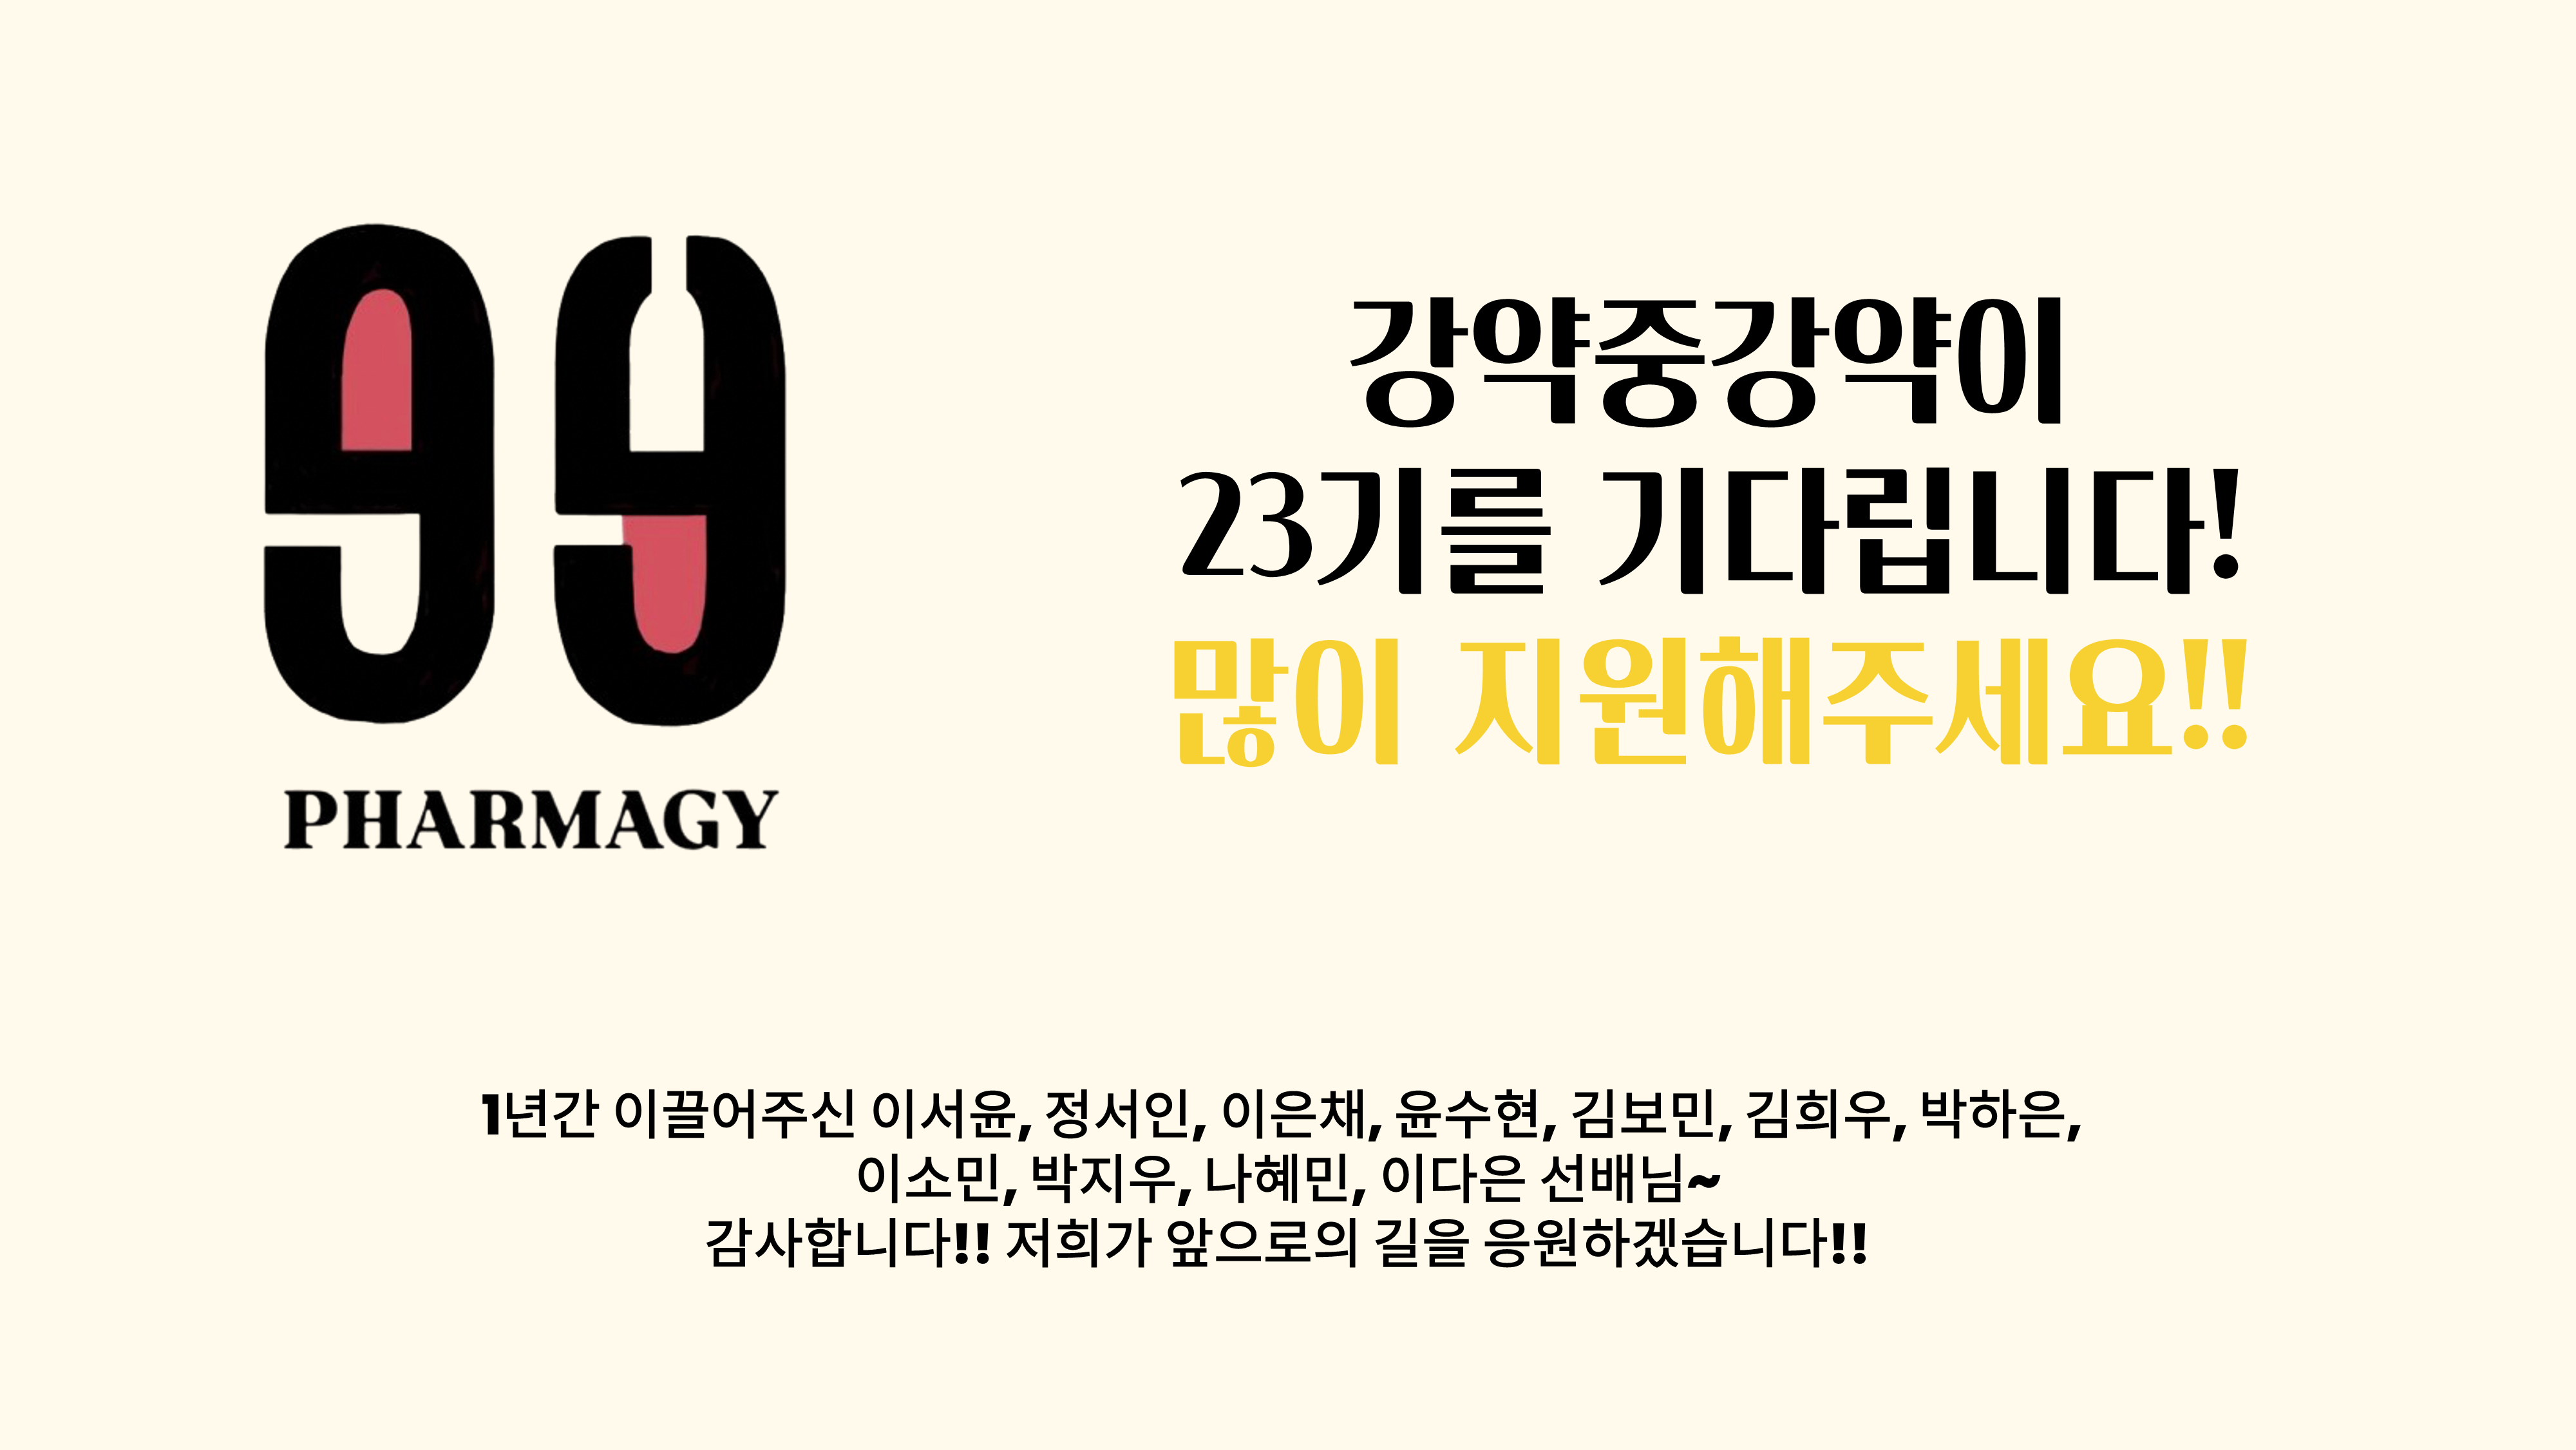 99
PHARMAGY
강약중강약이
23기를 기다립니다!
많이 지원해주세요!!
1년간 이끌어주신 이서윤, 정서인, 이은채, 윤수현, 김보민, 김희우, 박하은,
이소민, 박지우, 나혜민, 이다은 선배님~
감사합니다!! 저희가 앞으로의 길을 응원하겠습니다!!